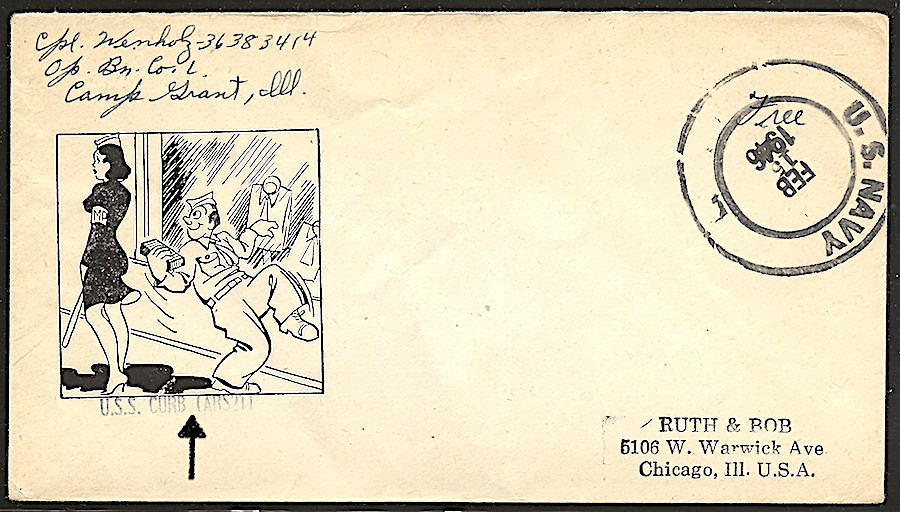 Cpl. Wenholz-36383414
Op. Bn. Co. L.
Camp Grant, Ill.
Free
U.S. NAVY
FEB
15
1946
MP
U.S.S. CURB (ARS21)
RUTH & BOB
5106 W. Warwick Ave
Chicago, Ill. U.S.A.